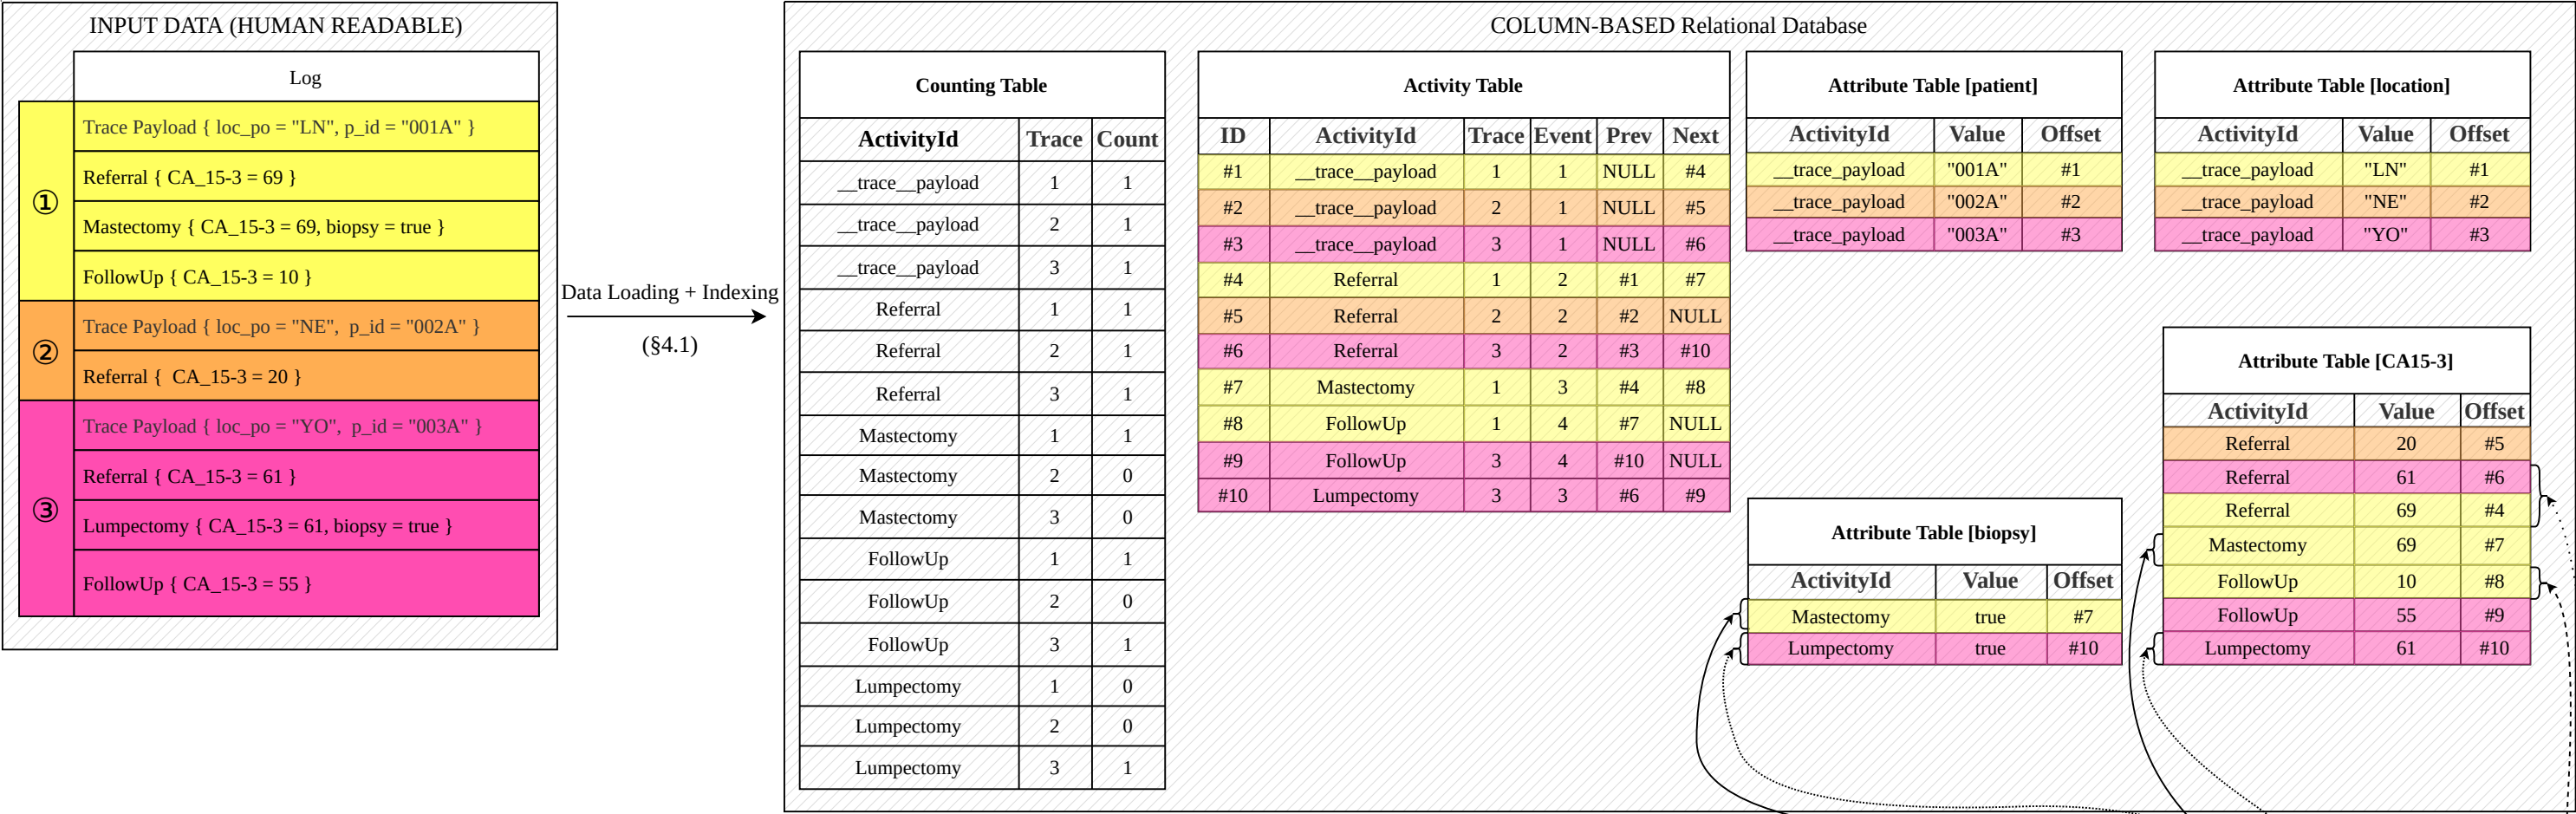 INPUT DATA (HUMAN READABLE)
Log
①
Trace Payload { loc_po = "LN", p_id = "001A" }
Referral { CA_15-3 = 69 }
Mastectomy { CA_15-3 = 69, biopsy = true }
FollowUp { CA_15-3 = 10 }
②
Trace Payload { loc_po = "NE",  p_id = "002A" }
Referral {  CA_15-3 = 20 }
③
Trace Payload { loc_po = "YO",  p_id = "003A" }
Referral { CA_15-3 = 61 }
Lumpectomy { CA_15-3 = 61, biopsy = true }
FollowUp { CA_15-3 = 55 }
Data Loading + Indexing
(§4.1)
COLUMN-BASED Relational Database
Counting Table
ActivityId Trace Count
__trace__payload 1 1
__trace__payload 2 1
__trace__payload 3 1
Referral 1 1
Referral 2 1
Referral 3 1
Mastectomy 1 1
Mastectomy 2 0
Mastectomy 3 0
FollowUp 1 1
FollowUp 2 0
FollowUp 3 1
Lumpectomy 1 0
Lumpectomy 2 0
Lumpectomy 3 1
Activity Table
ID ActivityId Trace Event Prev Next
#1 __trace__payload 1 1 NULL #4
#2 __trace__payload 2 1 NULL #5
#3 __trace__payload 3 1 NULL #6
#4 Referral 1 2 #1 #7
#5 Referral 2 2 #2 NULL
#6 Referral 3 2 #3 #10
#7 Mastectomy 1 3 #4 #8
#8 FollowUp 1 4 #7 NULL
#9 FollowUp 3 4 #10 NULL
#10 Lumpectomy 3 3 #6 #9
Attribute Table [patient]
ActivityId Value Offset
__trace_payload "001A" #1
__trace_payload "002A" #2
__trace_payload "003A" #3
Attribute Table [location]
ActivityId Value Offset
__trace_payload "LN" #1
__trace_payload "NE" #2
__trace_payload "YO" #3
Attribute Table [biopsy]
ActivityId Value Offset
Mastectomy true #7
Lumpectomy true #10
Attribute Table [CA15-3]
ActivityId Value Offset
Referral 20 #5
Referral 61 #6
Referral 69 #4
Mastectomy 69 #7
FollowUp 10 #8
FollowUp 55 #9
Lumpectomy 61 #10